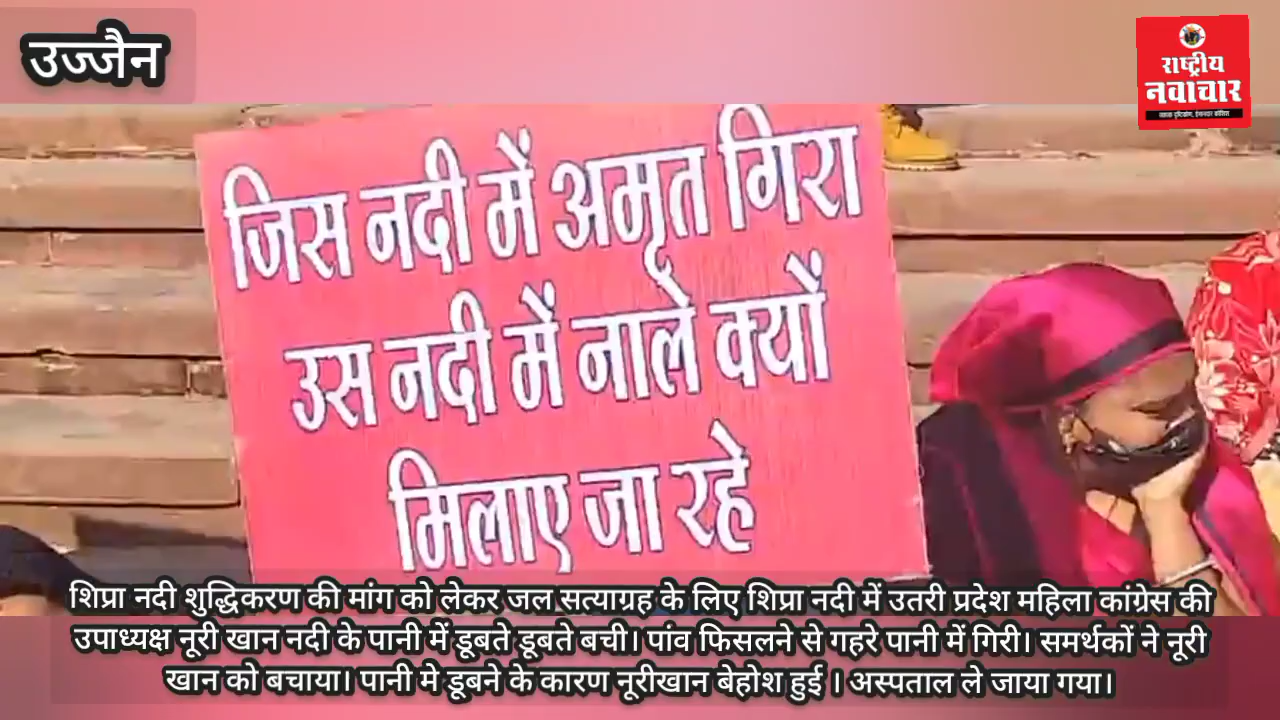 उज्जैन
राष्ट्रीय
नवाचार
जिस नदी में अमृत गिरा
उस नदी में नाले क्यों
मिलाए जा रहे
शिप्रा नदी शुद्धिकरण की मांग को लेकर जल सत्याग्रह के लिए शिप्रा नदी में उतरी प्रदेश महिला कांग्रेस की
उपाध्यक्ष नूरी खान नदी के पानी में डूबते डूबते बची। पांव फिसलने से गहरे पानी में गिरी। समर्थकों ने नूरी
खान को बचाया। पानी मे डूबने के कारण नूरीखान बेहोश हुई । अस्पताल ले जाया गया।